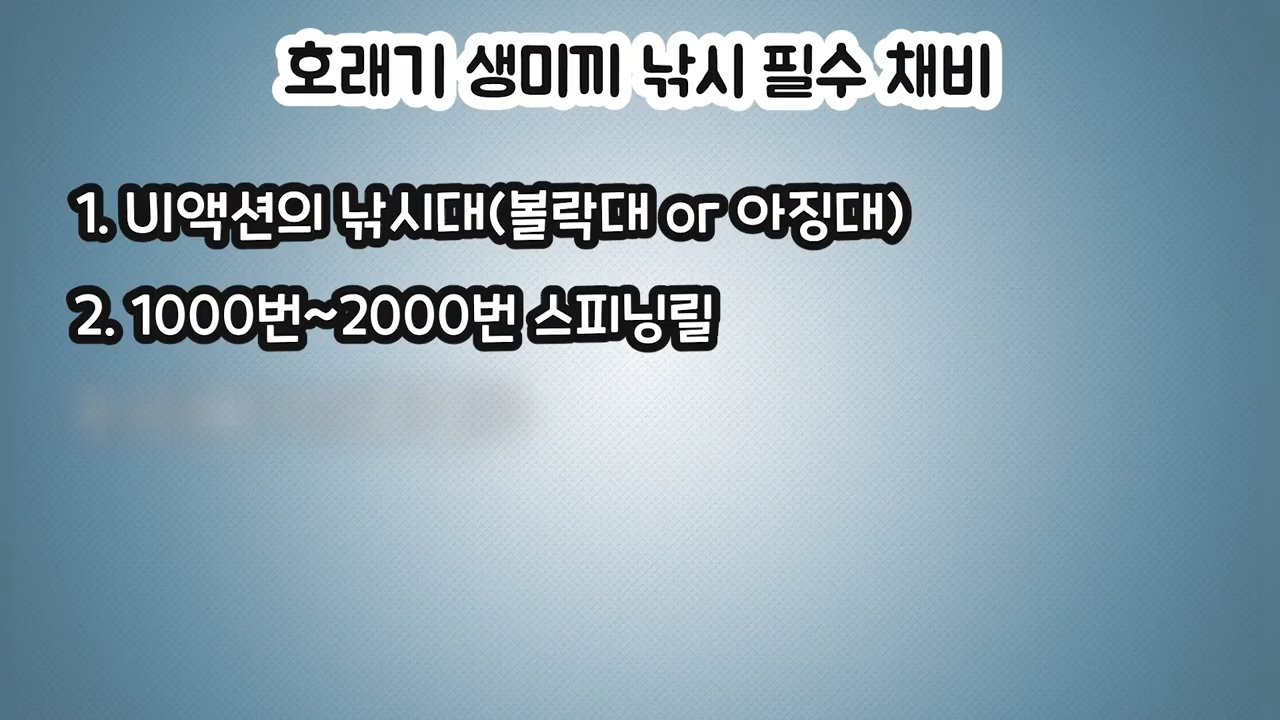 호래기 생미끼 낚시 필수 채비
1. Ul액션의 낚시대(볼락대 or 아징대)
2. 1000번~2000번 스피닝릴